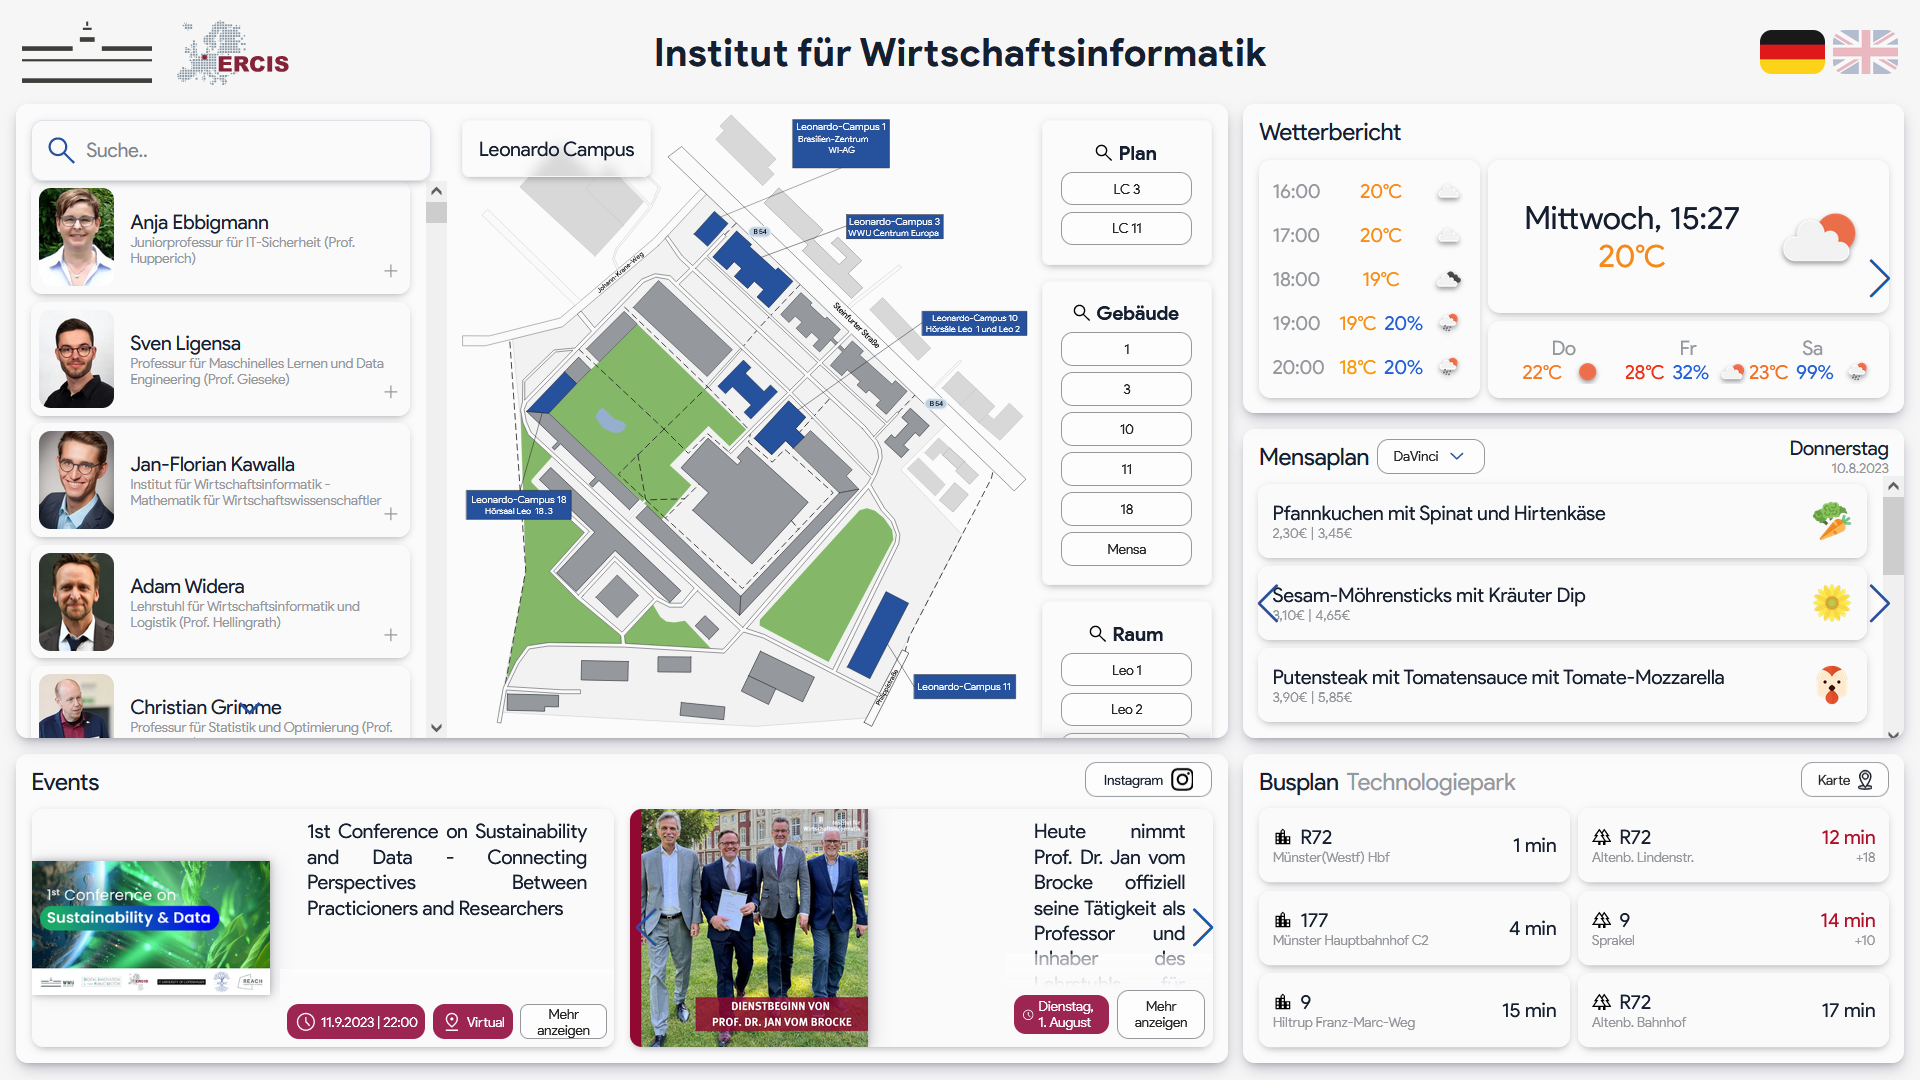 ERCIS
Institut für Wirtschaftsinformatik
Suche..
Anja Ebbigmann
Juniorprofessur für IT-Sicherheit (Prof.
Hupperich)
Sven Ligensa
Professur für Maschinelles Lernen und Data
Engineering (Prof. Gieseke)
Jan-Florian Kawalla
Institut für Wirtschaftsinformatik -
Mathematik für Wirtschaftswissenschaftler
Adam Widera
Lehrstuhl für Wirtschaftsinformatik und
Logistik (Prof. Hellingrath)
Christian Grimme
Professur für Statistik und Optimierung (Prof.
Leonardo Campus
Leonardo-Campus 1
Brasilien-Zentrum
WI-AG
Leonardo-Campus 3
WWU Centrum Europa
B 54
Johann-Krane-Weg
Steinfurter Straße
Leonardo-Campus 10
Hörsäle Leo 1 und Leo 2
B 54
Leonardo-Campus 18
Hörsaal Leo 18.3
Leonardo-Campus 11
Philippistraße
Plan
LC 3
LC 11
Gebäude
1
3
10
11
18
Mensa
Raum
Leo 1
Leo 2
Wetterbericht
16:00 20°C
17:00 20°C
18:00 19°C
19:00 19°C 20%
20:00 18°C 20%
Mittwoch, 15:27
20°C
Do Fr Sa
22°C 28°C 32% 23°C 99%
Mensaplan DaVinci
Donnerstag
10.8.2023
Pfannkuchen mit Spinat und Hirtenkäse
2,30€ | 3,45€
Sesam-Möhrensticks mit Kräuter Dip
3,10€ | 4,65€
Putensteak mit Tomatensauce mit Tomate-Mozzarella
3,90€ | 5,85€
Events
Instagram
1st Conference on
Sustainability & Data
WWU
ERCIS
REACH
1st Conference on Sustainability
and Data - Connecting
Perspectives Between
Practicioners and Researchers
11.9.2023 | 22:00
Virtual
Mehr
anzeigen
Wirtschaftsinformatik
DIENSTBEGINN VON
PROF. DR. JAN VOM BROCKE
Heute nimmt
Prof. Dr. Jan vom
Brocke offiziell
seine Tätigkeit als
Professor und
Inhaber des
Lehrstuhls für
Dienstag,
1. August
Mehr
anzeigen
Busplan Technologiepark
Karte
R72
Münster(Westf) Hbf
1 min
R72
Altenb. Lindenstr.
12 min
+18
177
Münster Hauptbahnhof C2
4 min
9
Sprakel
14 min
+10
9
Hiltrup Franz-Marc-Weg
15 min
R72
Altenb. Bahnhof
17 min